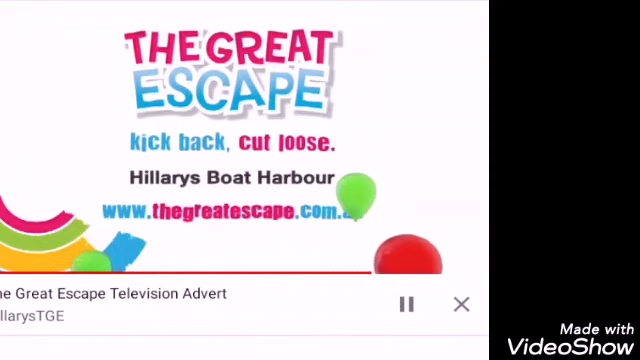 THE GREAT
ESCAPE
kick back, cut loose.
Hillarys Boat Harbour
www.thegreatescape.com.a
he Great Escape Television Advert
llarysTGE
Made with
VideoShow